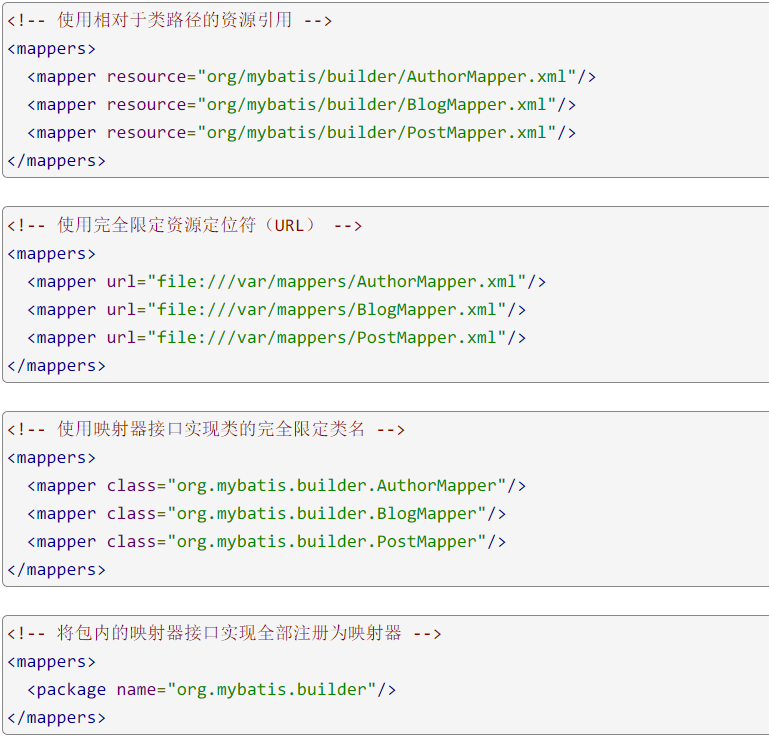 <!-- 使用相对于类路径的资源引用 -->
<mappers>
  <mapper resource="org/mybatis/builder/AuthorMapper.xml"/>
  <mapper resource="org/mybatis/builder/BlogMapper.xml"/>
  <mapper resource="org/mybatis/builder/PostMapper.xml"/>
</mappers>
<!-- 使用完全限定资源定位符（URL） -->
<mappers>
  <mapper url="file:///var/mappers/AuthorMapper.xml"/>
  <mapper url="file:///var/mappers/BlogMapper.xml"/>
  <mapper url="file:///var/mappers/PostMapper.xml"/>
</mappers>
<!-- 使用映射器接口实现类的完全限定类名 -->
<mappers>
  <mapper class="org.mybatis.builder.AuthorMapper"/>
  <mapper class="org.mybatis.builder.BlogMapper"/>
  <mapper class="org.mybatis.builder.PostMapper"/>
</mappers>
<!-- 将包内的映射器接口实现全部注册为映射器 -->
<mappers>
  <package name="org.mybatis.builder"/>
</mappers>